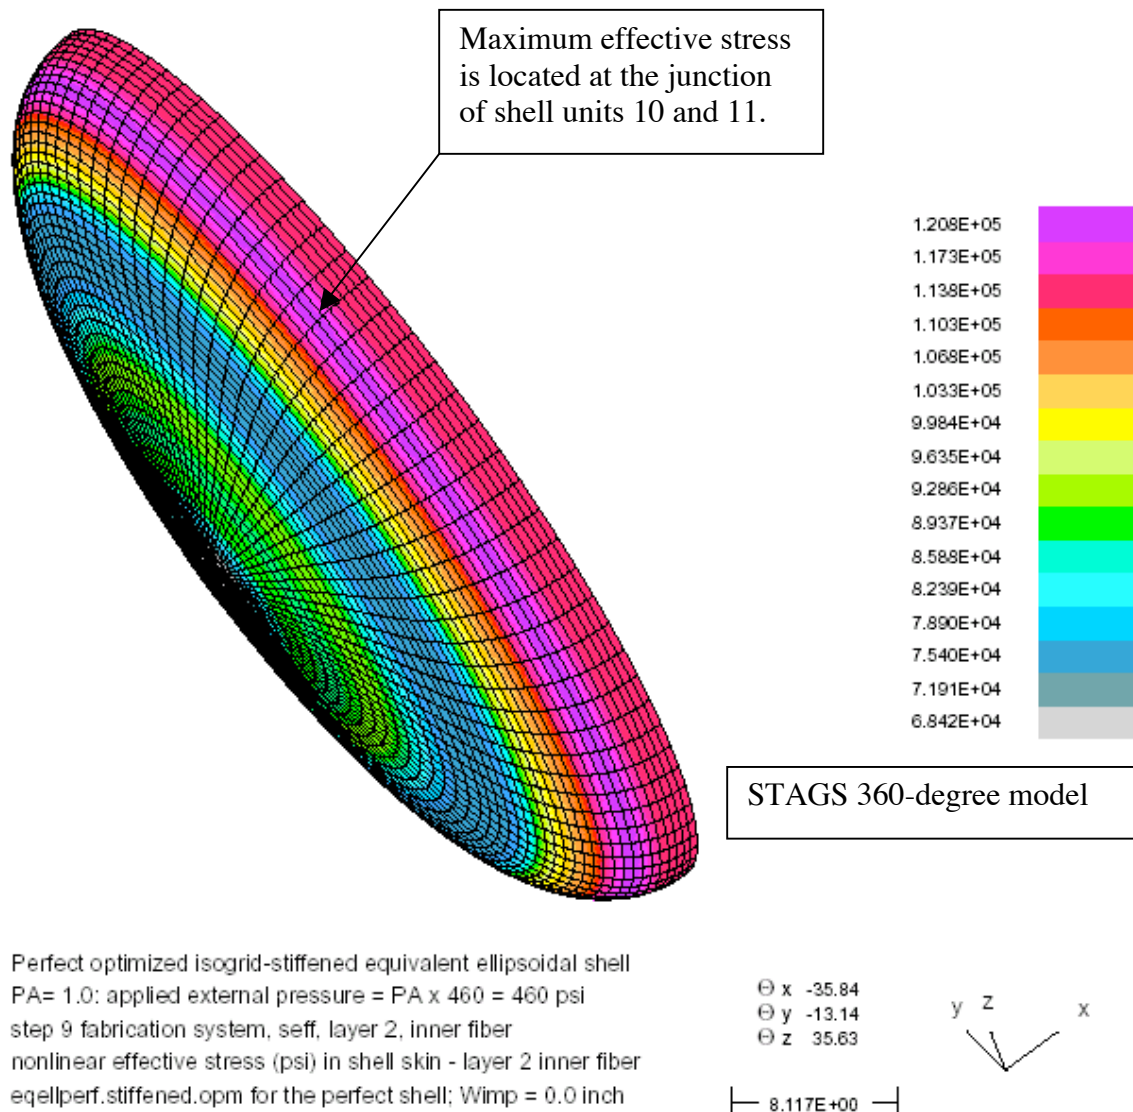 Maximum effective stress
is located at the junction
of shell units 10 and 11.
1.208E+05
1.173E+05
1.138E+05
1.103E+05
1.068E+05
1.033E+05
9.984E+04
9.635E+04
9.286E+04
8.937E+04
8.588E+04
8.239E+04
7.890E+04
7.540E+04
7.191E+04
6.842E+04
STAGS 360-degree model
Perfect optimized isogrid-stiffened equivalent ellipsoidal shell
PA= 1.0: applied external pressure = PA x 460 = 460 psi
step 9 fabrication system, seff, layer 2, inner fiber
nonlinear effective stress (psi) in shell skin - layer 2 inner fiber
eqellperf.stiffened.opm for the perfect shell; Wimp = 0.0 inch
Θ x -35.84
Θ y -13.14
Θ z 35.63
y z x
8.117E+00